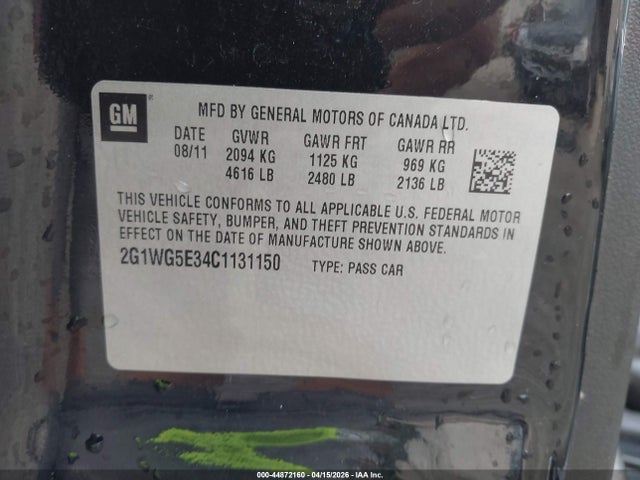 GM
MFD BY GENERAL MOTORS OF CANADA LTD.
DATE GVWR GAWR FRT GAWR RR
08/11 2094 KG 1125 KG 969 KG
4616 LB 2480 LB 2136 LB
THIS VEHICLE CONFORMS TO ALL APPLICABLE U.S. FEDERAL MOTOR
VEHICLE SAFETY, BUMPER, AND THEFT PREVENTION STANDARDS IN
EFFECT ON THE DATE OF MANUFACTURE SHOWN ABOVE.
2G1WG5E34C1131150 TYPE: PASS CAR
000-44872160 - 04/15/2026 - IAA Inc.